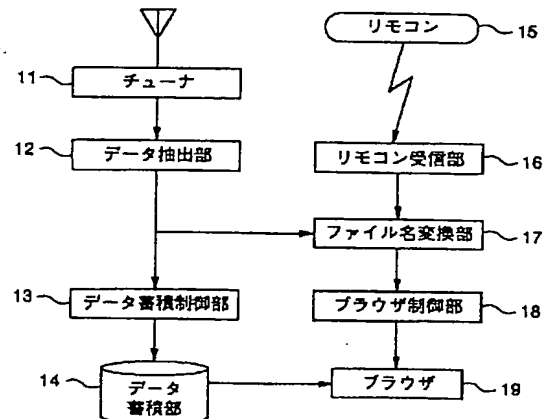 リモコン
15
11
チューナ
12
データ抽出部
リモコン受信部
16
ファイル名変換部
17
13
データ蓄積制御部
ブラウザ制御部
18
14
データ
蓄積部
ブラウザ
19